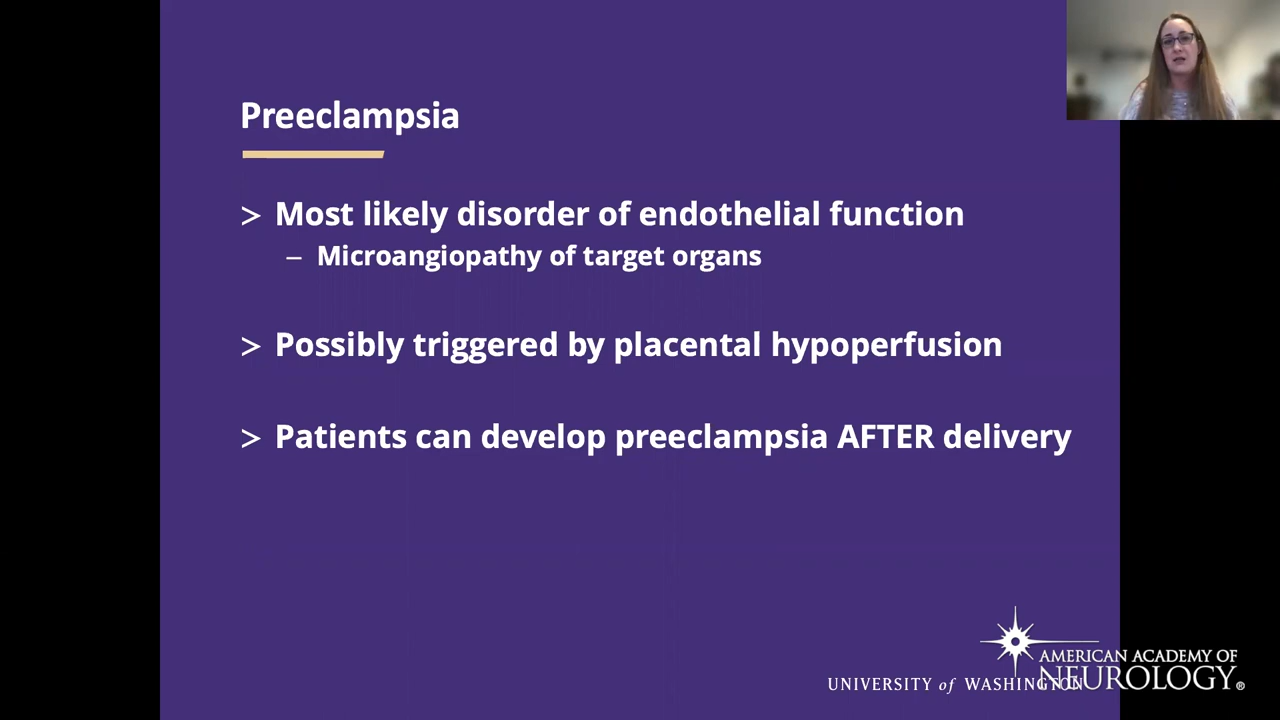 Preeclampsia
> Most likely disorder of endothelial function
– Microangiopathy of target organs
> Possibly triggered by placental hypoperfusion
> Patients can develop preeclampsia AFTER delivery
AMERICAN ACADEMY OF
NEUROLOGY®
UNIVERSITY of WASHINGTON